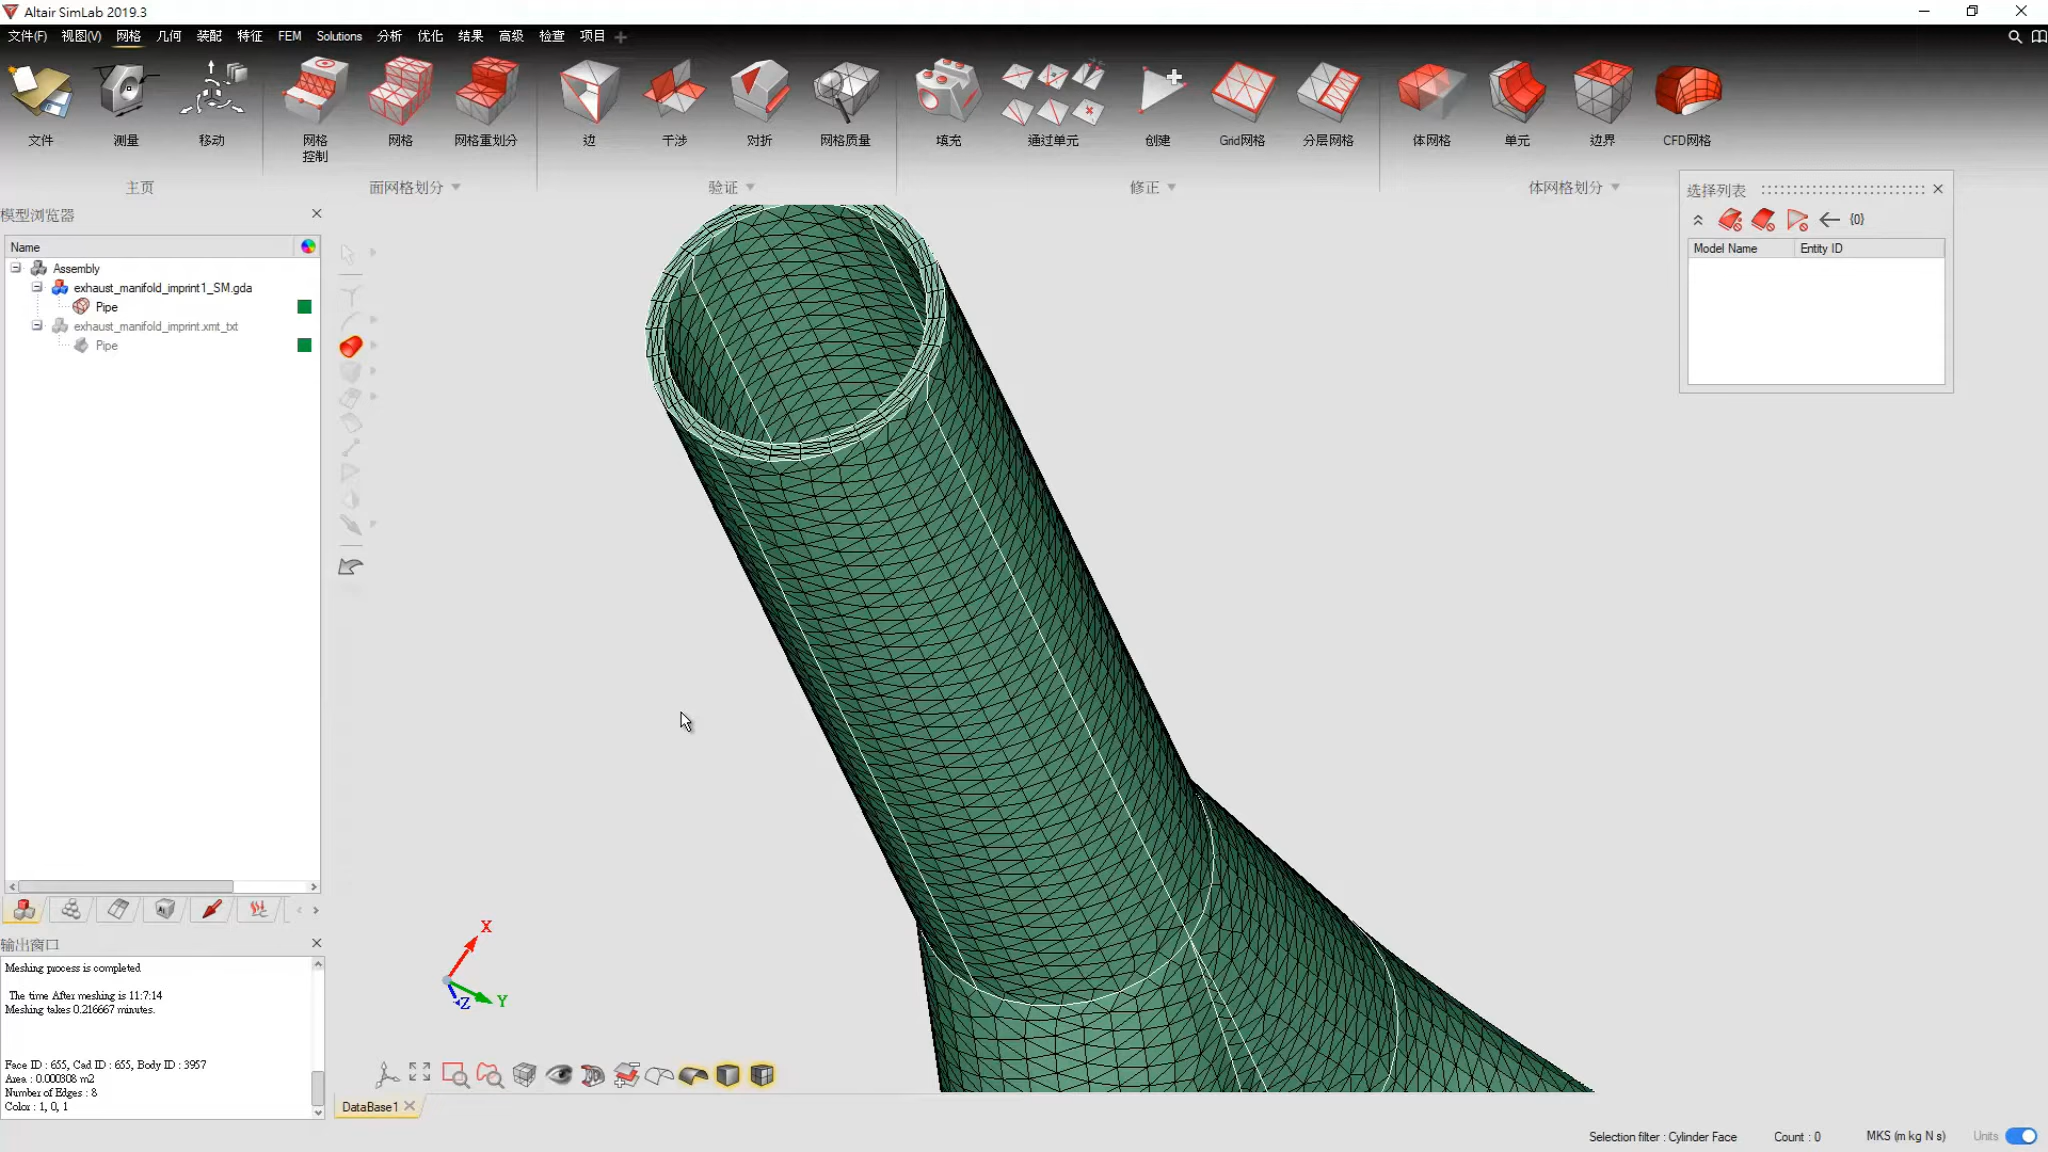 Altair SimLab 2019.3
文件(F) 视图(V) 网格 几何 装配 特征 FEM Solutions 分析 优化 结果 高级 检查 项目
文件 测量 移动 网格控制 网格 网格重划分 边 干涉 对折 网格质量 填充 通过单元 创建 Grid网格 分层网格 体网格 单元 边界 CFD网格
主页 面网格划分 验证 修正 体网格划分
模型浏览器
Name
Assembly
exhaust_manifold_imprint1_SM.gda
Pipe
exhaust_manifold_imprint.xmt_txt
Pipe
选择列表
{0}
Model Name Entity ID
输出窗口
Meshing process is completed
The time After meshing is 11:7:14
Meshing takes 0.216667 minutes.
Face ID : 655, Cad ID : 655, Body ID : 3957
Area : 0.000308 m2
Number of Edges : 8
Color : 1, 0, 1
X
Y
Z
DataBase1
Selection filter : Cylinder Face Count : 0 MKS (m kg N s) Units